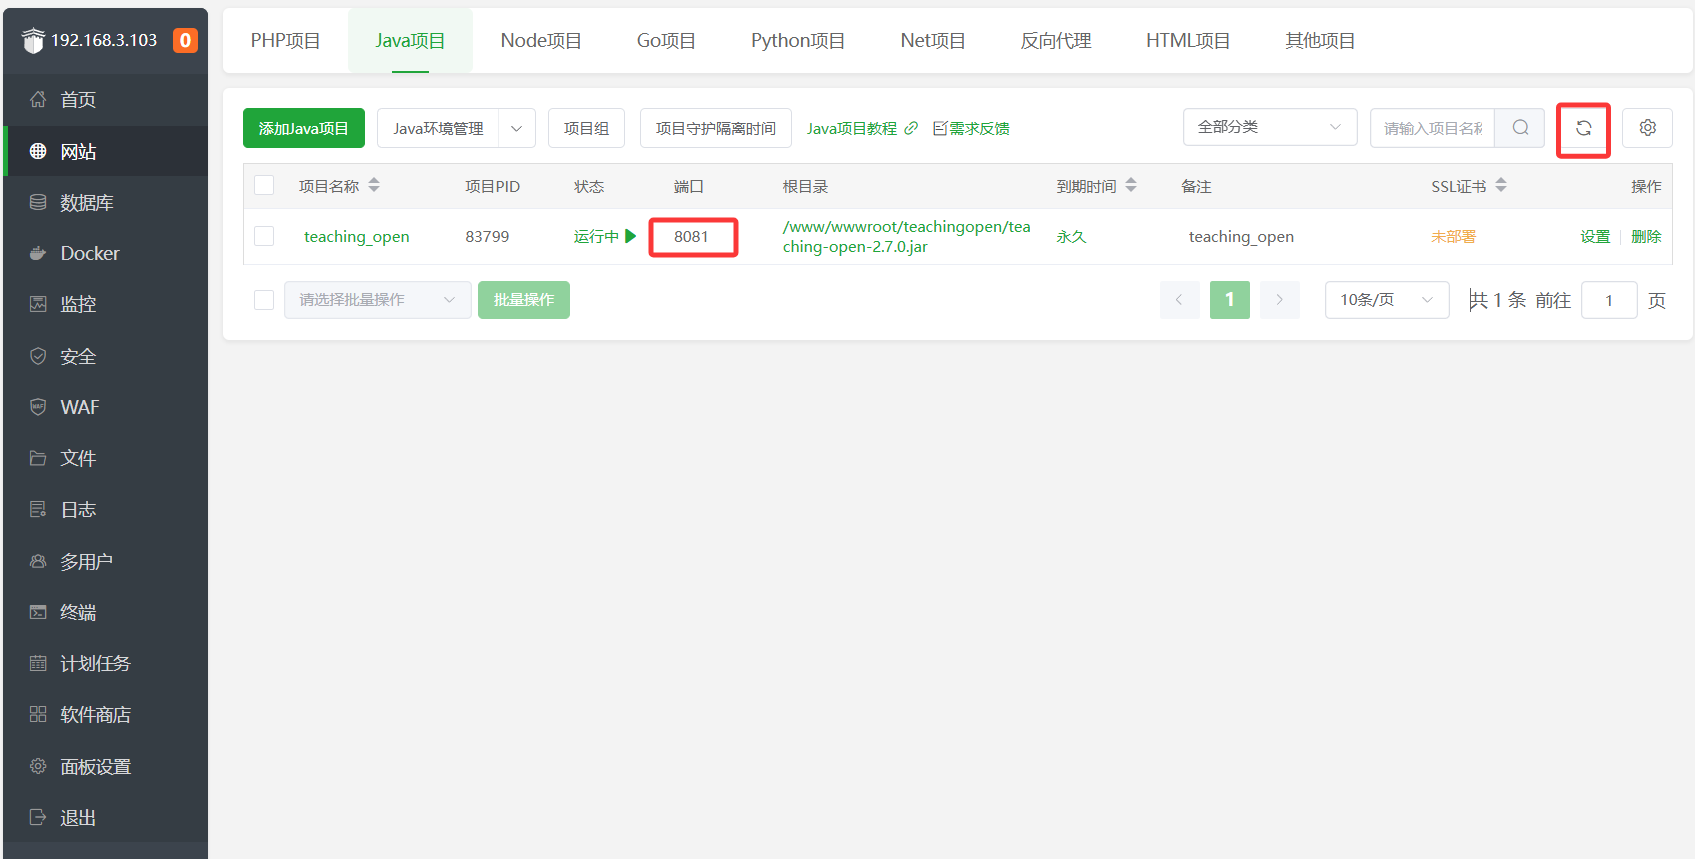 192.168.3.103 0
首页
网站
数据库
Docker
监控
安全
WAF
文件
日志
多用户
终端
计划任务
软件商店
面板设置
退出
PHP项目 Java项目 Node项目 Go项目 Python项目 Net项目 反向代理 HTML项目 其他项目
添加Java项目 Java环境管理 项目组 项目守护隔离时间 Java项目教程 需求反馈 全部分类 请输入项目名称
项目名称 项目PID 状态 端口 根目录 到期时间 备注 SSL证书 操作
teaching_open 83799 运行中 8081 /www/wwwroot/teachingopen/tea
ching-open-2.7.0.jar 永久 teaching_open 未部署 设置 删除
请选择批量操作 批量操作 1 10条/页 共 1 条 前往 1 页